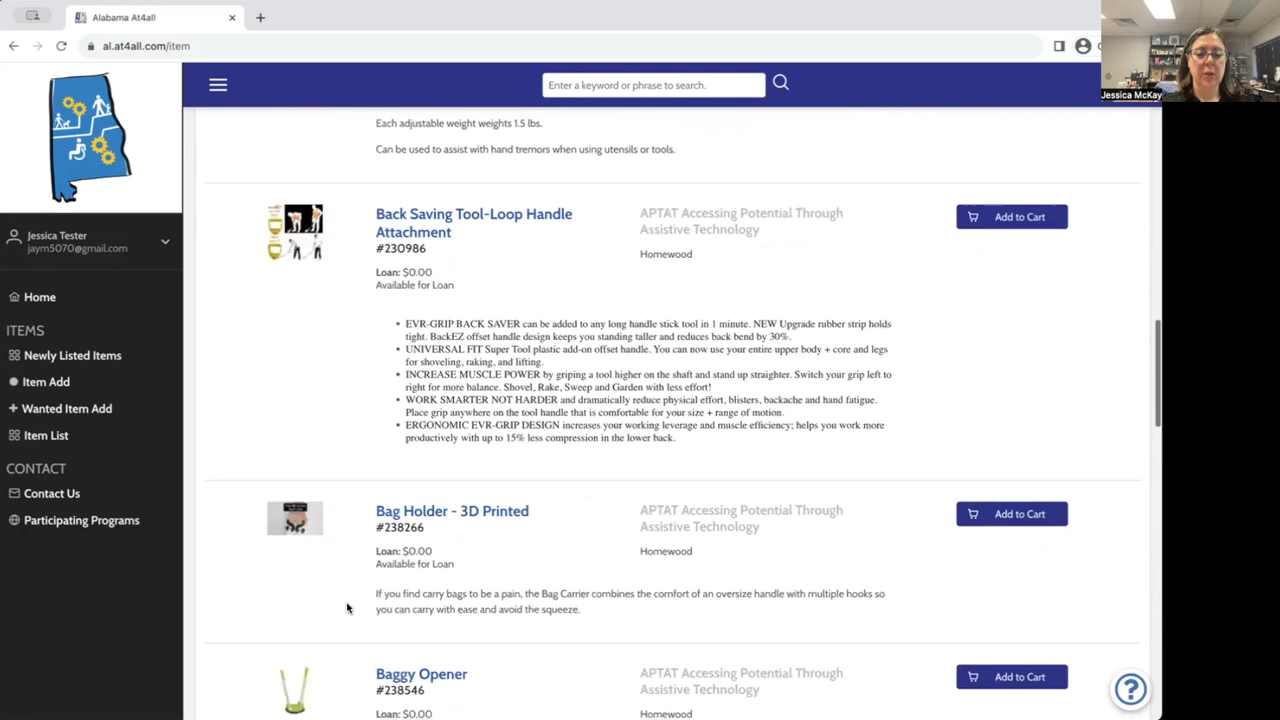 Alabama At4all
al.at4all.com/item
Jessica McKay
Enter a keyword or phrase to search.
Jessica Tester
jaym5070@gmail.com
Home
ITEMS
Newly Listed Items
Item Add
Wanted Item Add
Item List
CONTACT
Contact Us
Participating Programs
Each adjustable weight weights 1.5 lbs.
Can be used to assist with hand tremors when using utensils or tools.
Back Saving Tool-Loop Handle
Attachment
#230986
Loan: $0.00
Available for Loan
APTAT Accessing Potential Through
Assistive Technology
Homewood
Add to Cart
• EVR-GRIP BACK SAVER can be added to any long handle stick tool in 1 minute. NEW Upgrade rubber strip holds
tight. BackEZ offset handle design keeps you standing taller and reduces back bend by 30%.
• UNIVERSAL FIT Super Tool plastic add-on offset handle. You can now use your entire upper body + core and legs
for shoveling, raking, and lifting.
• INCREASE MUSCLE POWER by griping a tool higher on the shaft and stand up straighter. Switch your grip left to
right for more balance. Shovel, Rake, Sweep and Garden with less effort!
• WORK SMARTER NOT HARDER and dramatically reduce physical effort, blisters, backache and hand fatigue.
Place grip anywhere on the tool handle that is comfortable for your size + range of motion.
• ERGONOMIC EVR-GRIP DESIGN increases your working leverage and muscle efficiency; helps you work more
productively with up to 15% less compression in the lower back.
Bag Holder - 3D Printed
#238266
Loan: $0.00
Available for Loan
APTAT Accessing Potential Through
Assistive Technology
Homewood
Add to Cart
If you find carry bags to be a pain, the Bag Carrier combines the comfort of an oversize handle with multiple hooks so
you can carry with ease and avoid the squeeze.
Baggy Opener
#238546
Loan: $0.00
APTAT Accessing Potential Through
Assistive Technology
Add to Cart
?